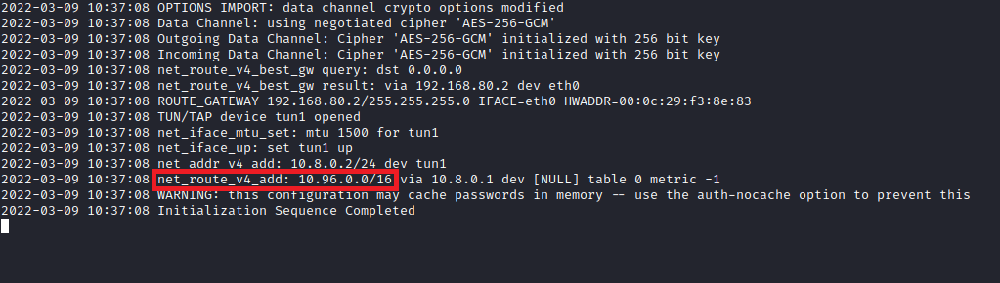 2022-03-09 10:37:08 OPTIONS IMPORT: data channel crypto options modified
2022-03-09 10:37:08 Data Channel: using negotiated cipher 'AES-256-GCM'
2022-03-09 10:37:08 Outgoing Data Channel: Cipher 'AES-256-GCM' initialized with 256 bit key
2022-03-09 10:37:08 Incoming Data Channel: Cipher 'AES-256-GCM' initialized with 256 bit key
2022-03-09 10:37:08 net_route_v4_best_gw query: dst 0.0.0.0
2022-03-09 10:37:08 net_route_v4_best_gw result: via 192.168.80.2 dev eth0
2022-03-09 10:37:08 ROUTE_GATEWAY 192.168.80.2/255.255.255.0 IFACE=eth0 HWADDR=00:0c:29:f3:8e:83
2022-03-09 10:37:08 TUN/TAP device tun1 opened
2022-03-09 10:37:08 net_iface_mtu_set: mtu 1500 for tun1
2022-03-09 10:37:08 net_iface_up: set tun1 up
2022-03-09 10:37:08 net_addr_v4_add: 10.8.0.2/24 dev tun1
2022-03-09 10:37:08 net_route_v4_add: 10.96.0.0/16 via 10.8.0.1 dev [NULL] table 0 metric -1
2022-03-09 10:37:08 WARNING: this configuration may cache passwords in memory -- use the auth-nocache option to prevent this
2022-03-09 10:37:08 Initialization Sequence Completed